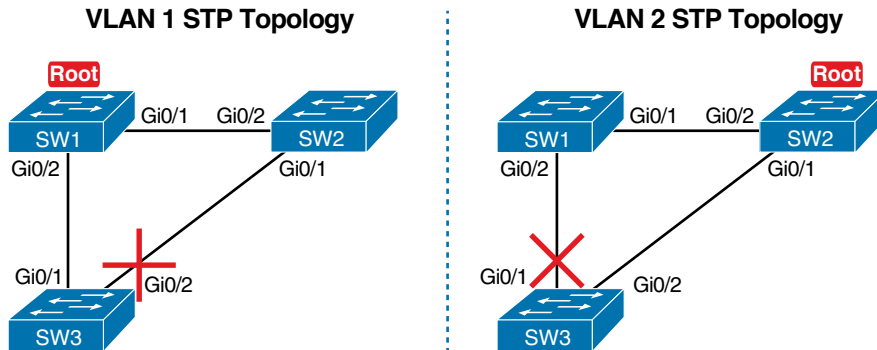 VLAN 1 STP Topology
Root
Gi0/1 Gi0/2
SW1 SW2
Gi0/2 Gi0/1
Gi0/1 Gi0/2
SW3
VLAN 2 STP Topology
Root
Gi0/1 Gi0/2
SW1 SW2
Gi0/2 Gi0/1
Gi0/1 Gi0/2
SW3